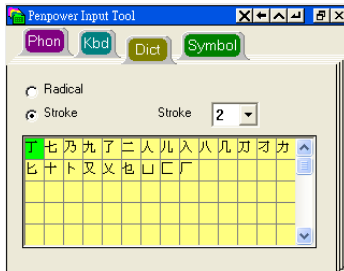 Penpower Input Tool
Phon Kbd Dict Symbol
Radical
Stroke Stroke 2
丁 七 乃 九 了 二 人 儿 入 八 几 刀 刁 力
匕 十 卜 又 乂 乜 凵 匚 厂